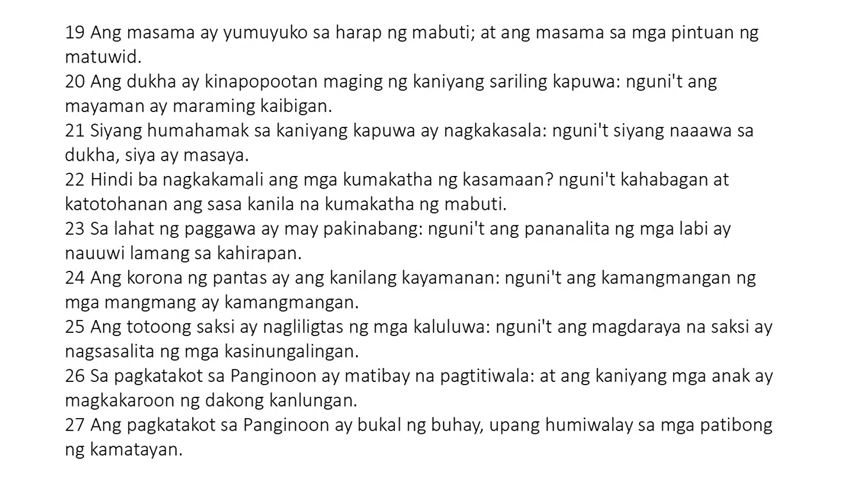 19 Ang masama ay yumuyuko sa harap ng mabuti; at ang masama sa mga pintuan ng
matuwid.
20 Ang dukha ay kinapopootan maging ng kaniyang sariling kapuwa: nguni't ang
mayaman ay maraming kaibigan.
21 Siyang humahamak sa kaniyang kapuwa ay nagkakasala: nguni't siyang naaawa sa
dukha, siya ay masaya.
22 Hindi ba nagkakamali ang mga kumakatha ng kasamaan? nguni't kahabagan at
katotohanan ang sasa kanila na kumakatha ng mabuti.
23 Sa lahat ng paggawa ay may pakinabang: nguni't ang pananalita ng mga labi ay
nauuwi lamang sa kahirapan.
24 Ang korona ng pantas ay ang kanilang kayamanan: nguni't ang kamangmangan ng
mga mangmang ay kamangmangan.
25 Ang totoong saksi ay nagliligtas ng mga kaluluwa: nguni't ang magdaraya na saksi ay
nagsasalita ng mga kasinungalingan.
26 Sa pagkatakot sa Panginoon ay matibay na pagtitiwala: at ang kaniyang mga anak ay
magkakaroon ng dakong kanlungan.
27 Ang pagkatakot sa Panginoon ay bukal ng buhay, upang humiwalay sa mga patibong
ng kamatayan.